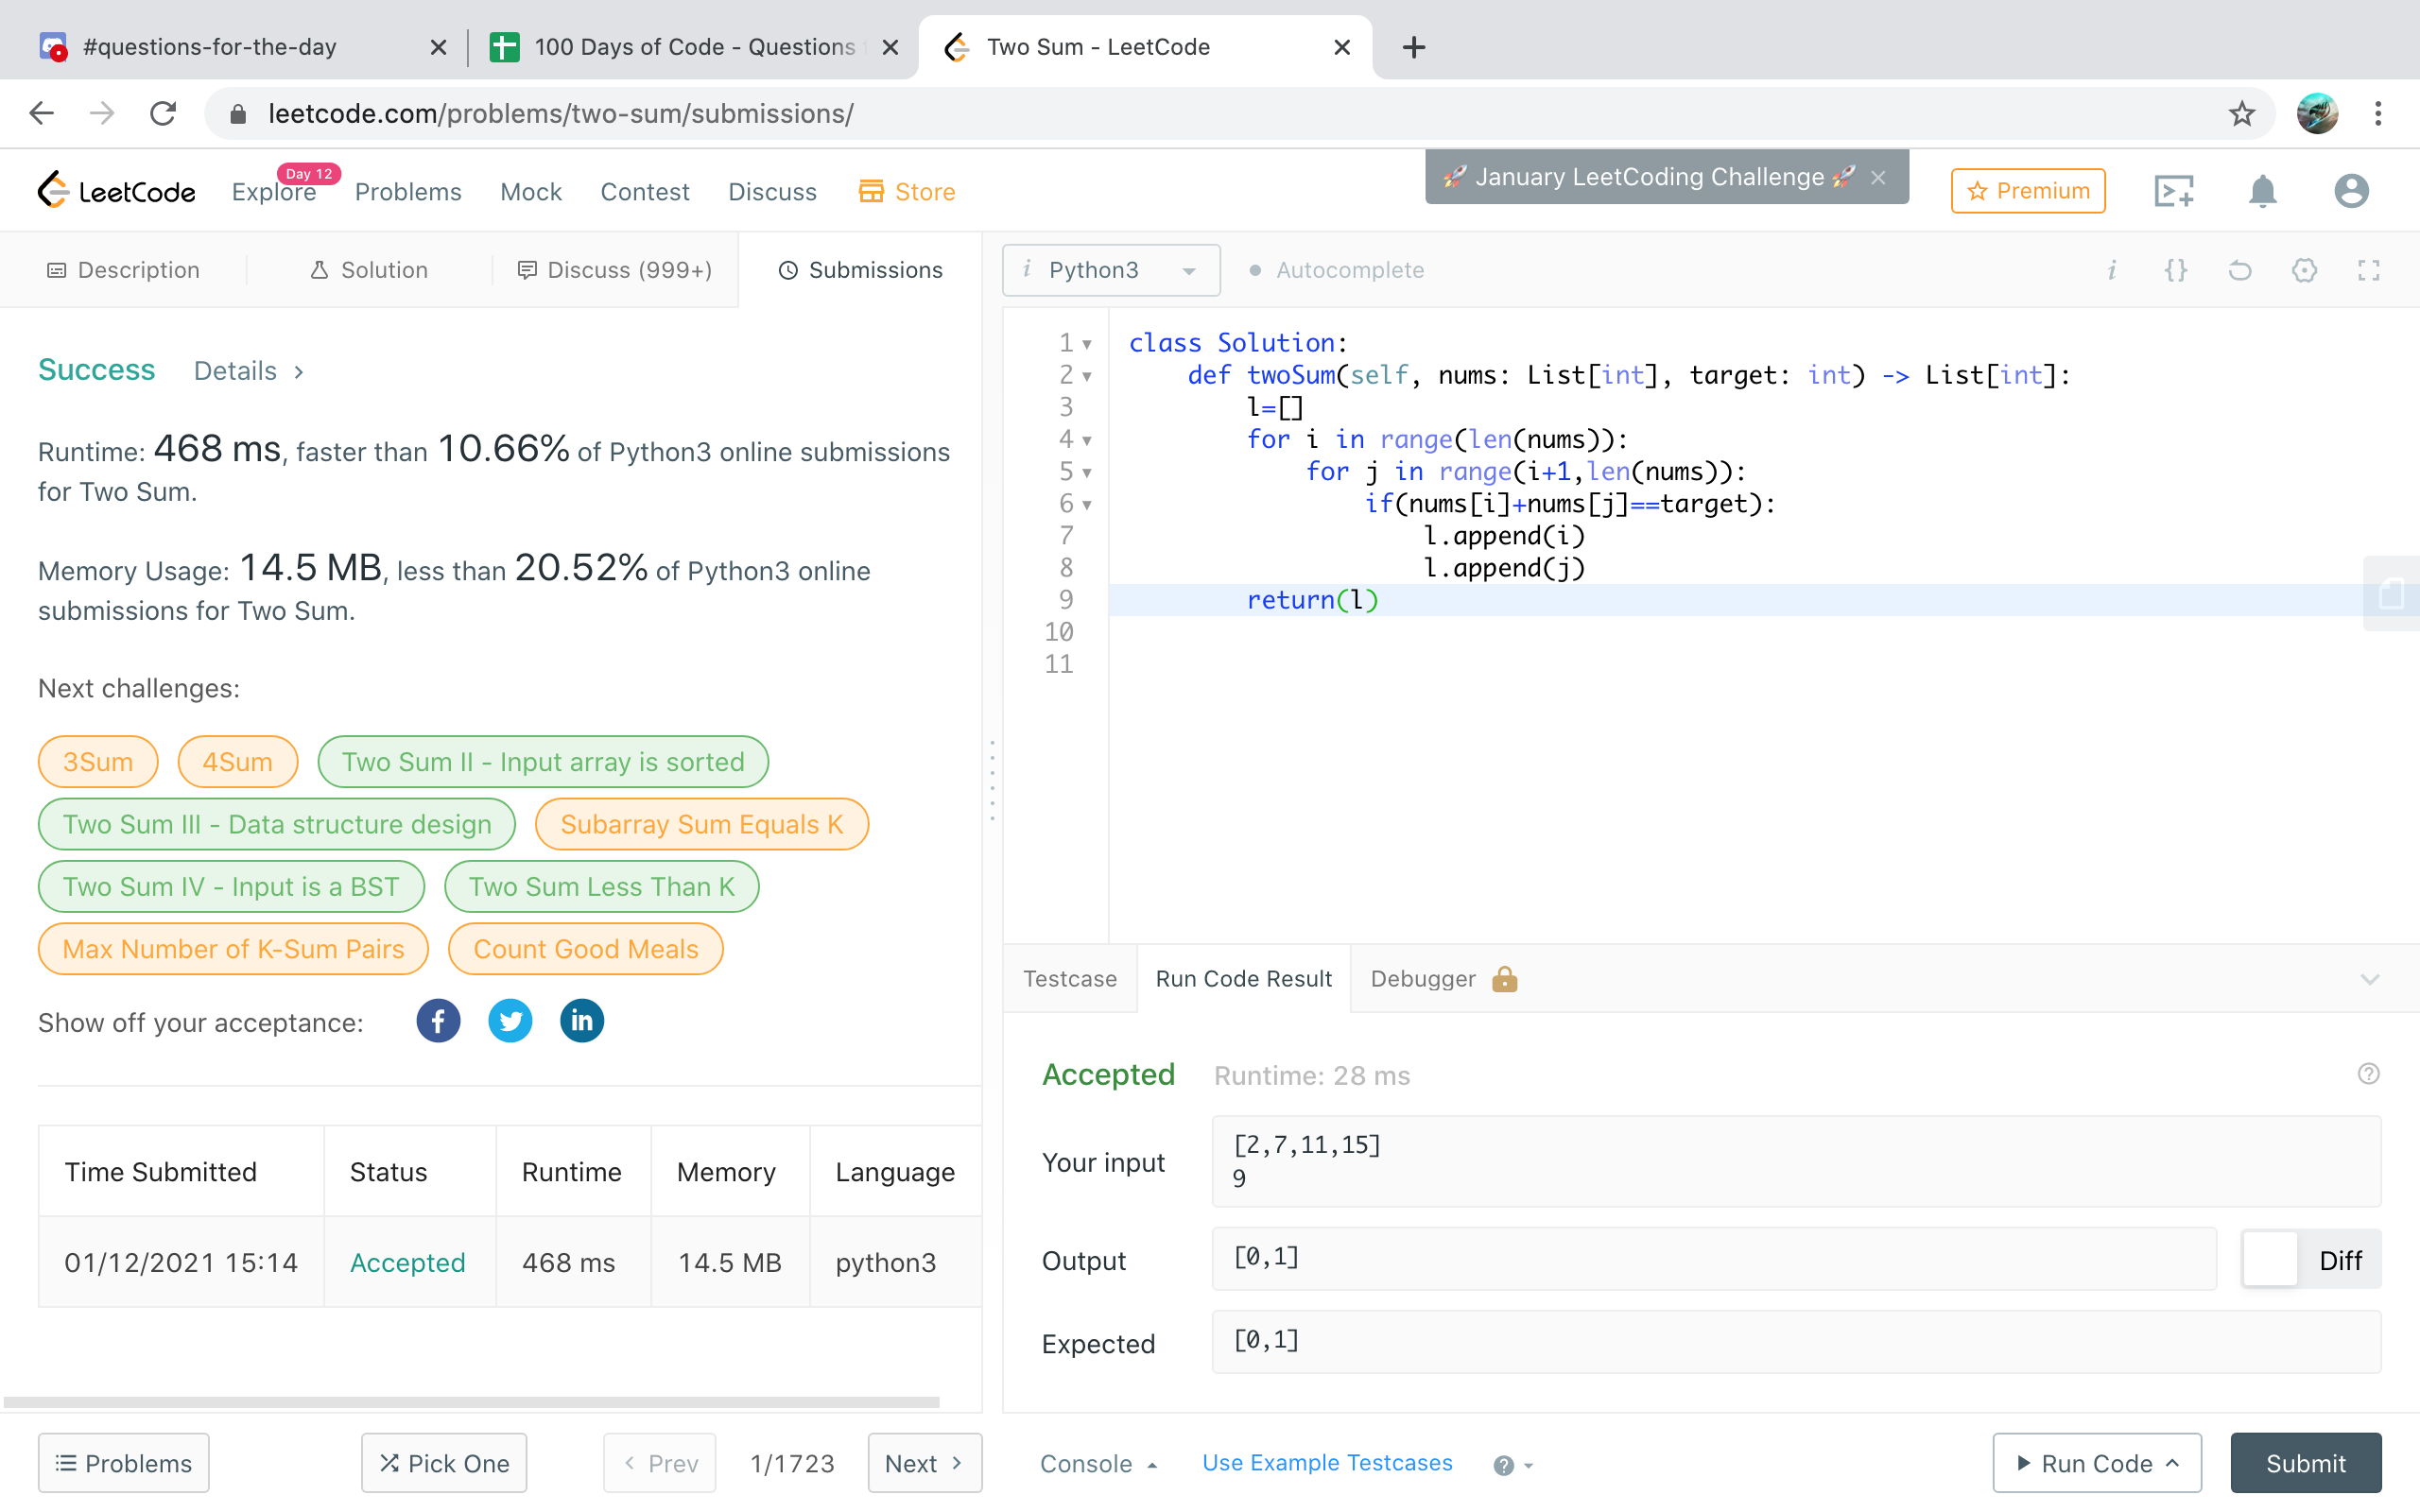 #questions-for-the-day
100 Days of Code - Questions
Two Sum - LeetCode
leetcode.com/problems/two-sum/submissions/
LeetCode
Explore
Day 12
Problems
Mock
Contest
Discuss
Store
🚀 January LeetCoding Challenge 🚀
Premium
Description
Solution
Discuss (999+)
Submissions
Success
Details
Runtime: 468 ms, faster than 10.66% of Python3 online submissions
for Two Sum.
Memory Usage: 14.5 MB, less than 20.52% of Python3 online
submissions for Two Sum.
Next challenges:
3Sum
4Sum
Two Sum II - Input array is sorted
Two Sum III - Data structure design
Subarray Sum Equals K
Two Sum IV - Input is a BST
Two Sum Less Than K
Max Number of K-Sum Pairs
Count Good Meals
Show off your acceptance:
Time Submitted Status Runtime Memory Language
01/12/2021 15:14 Accepted 468 ms 14.5 MB python3
Problems
Pick One
Prev
1/1723
Next
i Python3
Autocomplete
i {}
1 class Solution:
2 def twoSum(self, nums: List[int], target: int) -> List[int]:
3 l=[]
4 for i in range(len(nums)):
5 for j in range(i+1,len(nums)):
6 if(nums[i]+nums[j]==target):
7 l.append(i)
8 l.append(j)
9 return(l)
10
11
Testcase
Run Code Result
Debugger
Accepted
Runtime: 28 ms
Your input
[2,7,11,15]
9
Output
[0,1]
Diff
Expected
[0,1]
Console
Use Example Testcases
Run Code
Submit